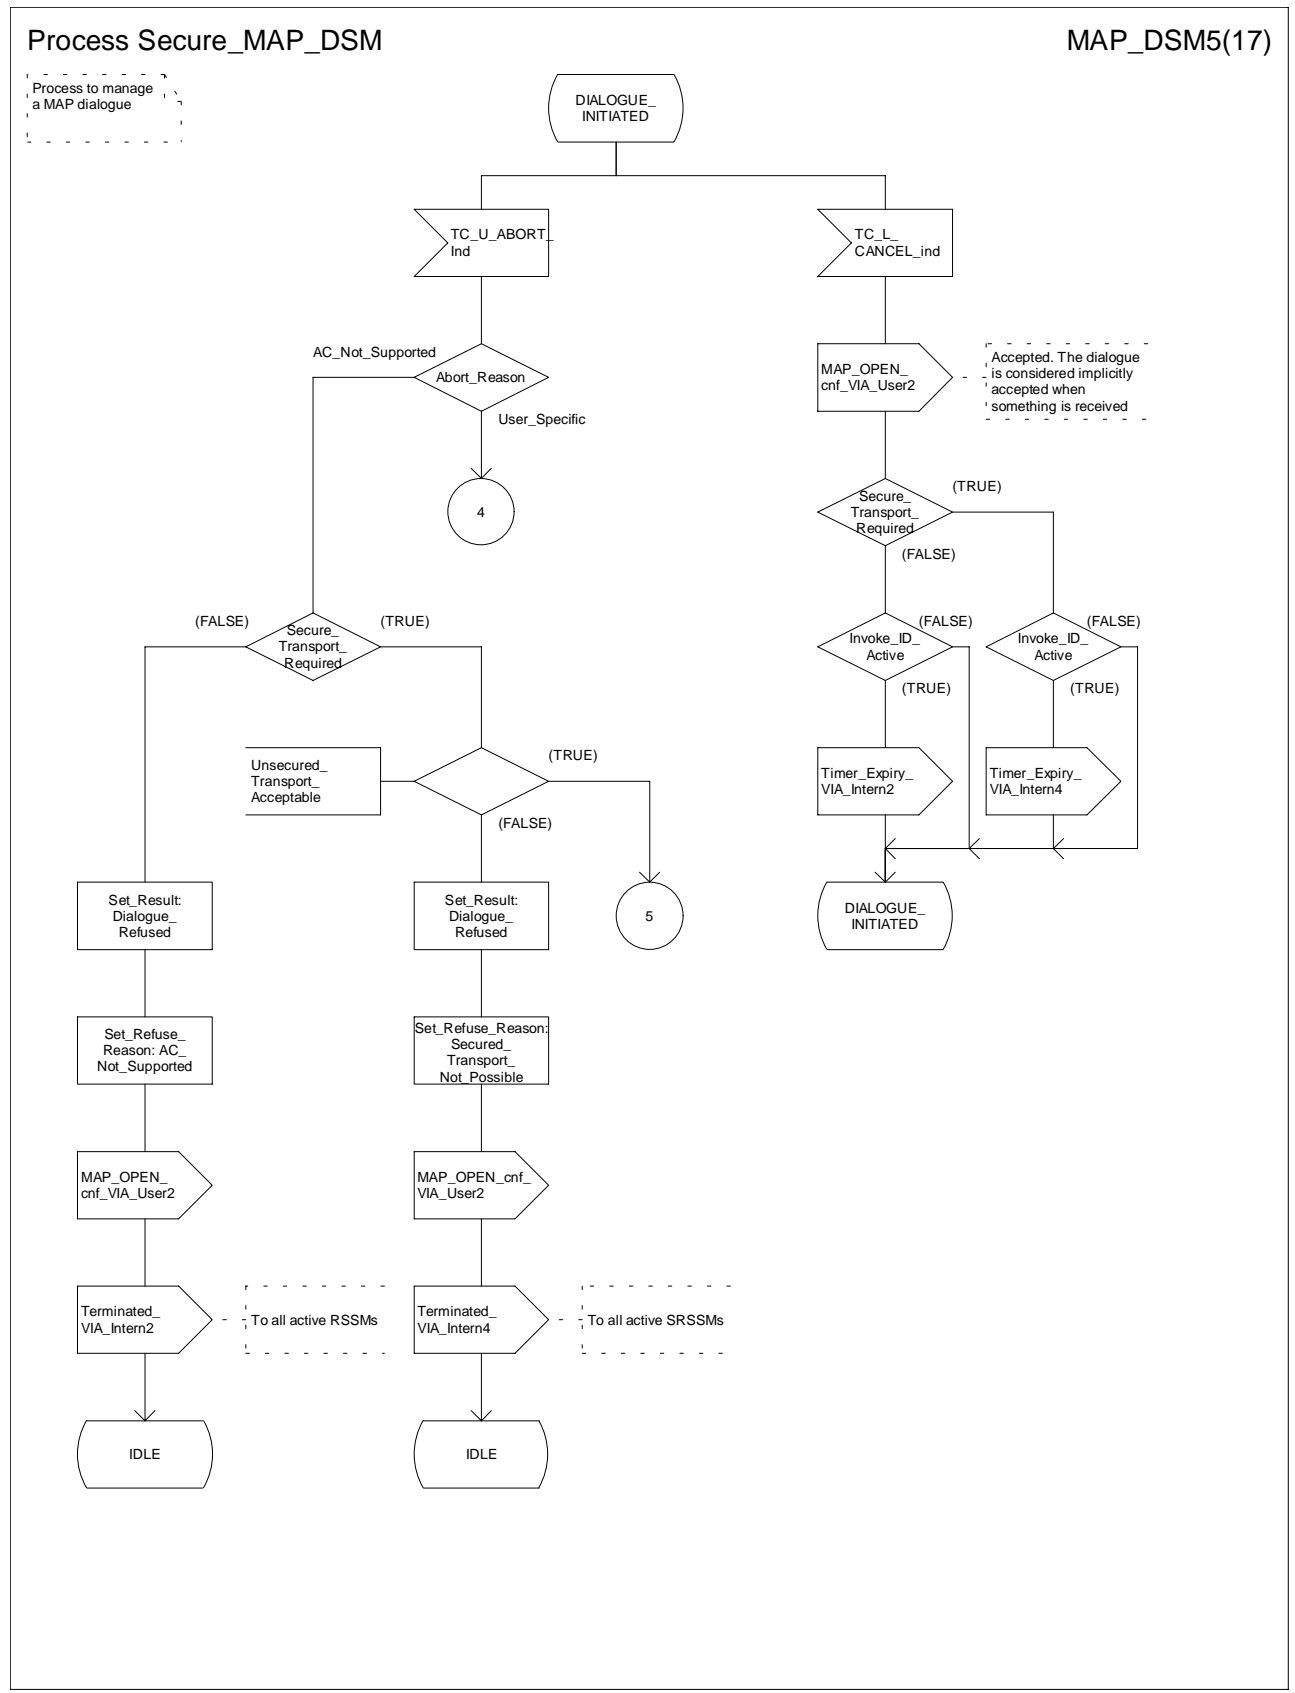 Process Secure_MAP_DSM
MAP_DSM5(17)
Process to manage
a MAP dialogue
DIALOGUE_
INITIATED
TC_U_ABORT_
Ind
TC_L_
CANCEL_ind
AC_Not_Supported
Abort_Reason
User_Specific
4
MAP_OPEN_
cnf_VIA_User2
Accepted. The dialogue
is considered implicitly
accepted when
something is received
Secure_
Transport_
Required
(TRUE)
(FALSE)
(FALSE)
Secure_
Transport_
Required
(TRUE)
Invoke_ID_
Active
(FALSE)
(TRUE)
Invoke_ID_
Active
(FALSE)
(TRUE)
Unsecured_
Transport_
Acceptable
(TRUE)
(FALSE)
Timer_Expiry_
VIA_Intern2
Timer_Expiry_
VIA_Intern4
Set_Result:
Dialogue_
Refused
Set_Result:
Dialogue_
Refused
5
DIALOGUE_
INITIATED
Set_Refuse_
Reason: AC_
Not_Supported
Set_Refuse_Reason:
Secured_
Transport_
Not_Possible
MAP_OPEN_
cnf_VIA_User2
MAP_OPEN_cnf_
VIA_User2
Terminated_
VIA_Intern2
To all active RSSMs
Terminated_
VIA_Intern4
To all active SRSSMs
IDLE
IDLE